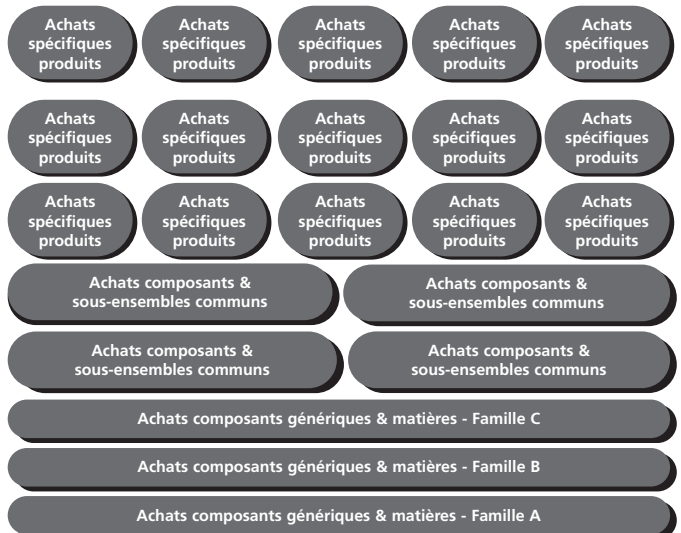 Achats
spécifiques
produits
Achats
spécifiques
produits
Achats
spécifiques
produits
Achats
spécifiques
produits
Achats
spécifiques
produits
Achats
spécifiques
produits
Achats
spécifiques
produits
Achats
spécifiques
produits
Achats
spécifiques
produits
Achats
spécifiques
produits
Achats
spécifiques
produits
Achats
spécifiques
produits
Achats
spécifiques
produits
Achats
spécifiques
produits
Achats
spécifiques
produits
Achats composants &
sous-ensembles communs
Achats composants &
sous-ensembles communs
Achats composants &
sous-ensembles communs
Achats composants &
sous-ensembles communs
Achats composants génériques & matières - Famille C
Achats composants génériques & matières - Famille B
Achats composants génériques & matières - Famille A